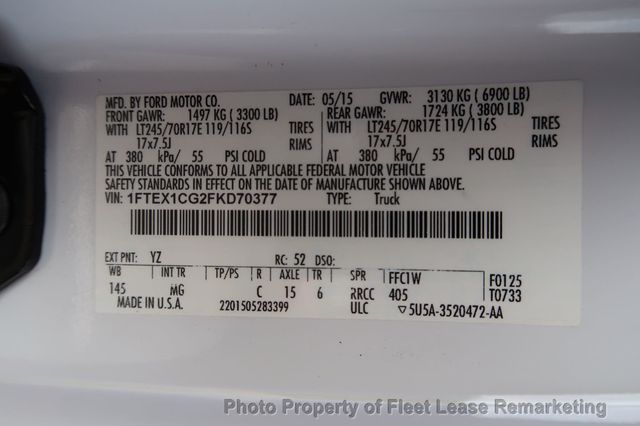 MFD. BY FORD MOTOR CO. DATE: 05/15 GVWR: 3130 KG ( 6900 LB)
FRONT GAWR: 1497 KG ( 3300 LB) REAR GAWR: 1724 KG ( 3800 LB)
WITH LT245/70R17E 119/116S TIRES WITH LT245/70R17E 119/116S TIRES
17x7.5J RIMS 17x7.5J RIMS
AT 380 kPa/ 55 PSI COLD AT 380 kPa/ 55 PSI COLD
THIS VEHICLE CONFORMS TO ALL APPLICABLE FEDERAL MOTOR VEHICLE
SAFETY STANDARDS IN EFFECT ON THE DATE OF MANUFACTURE SHOWN ABOVE.
VIN: 1FTEX1CG2FKD70377 TYPE: Truck
EXT PNT: YZ RC: 52 DSO:
WB INT TR TP/PS R AXLE TR SPR FFC1W F0125
145 MG C 15 6 RRCC 405 T0733
MADE IN U.S.A. 2201505283399 ULC ▽5U5A-3520472-AA
Photo Property of Fleet Lease Remarketing